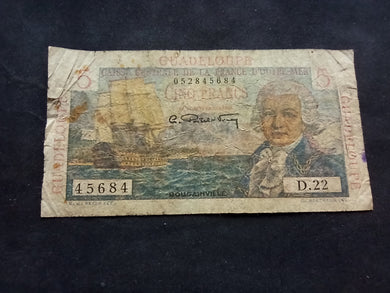 GUADELOUPE
CAISSE CENTRALE DE LA FRANCE D'OUTRE-MER
5 052845684 5
CINQ FRANCS
GUADELOUPE
GUADELOUPE
BOUGAINVILLE
45684
D.22